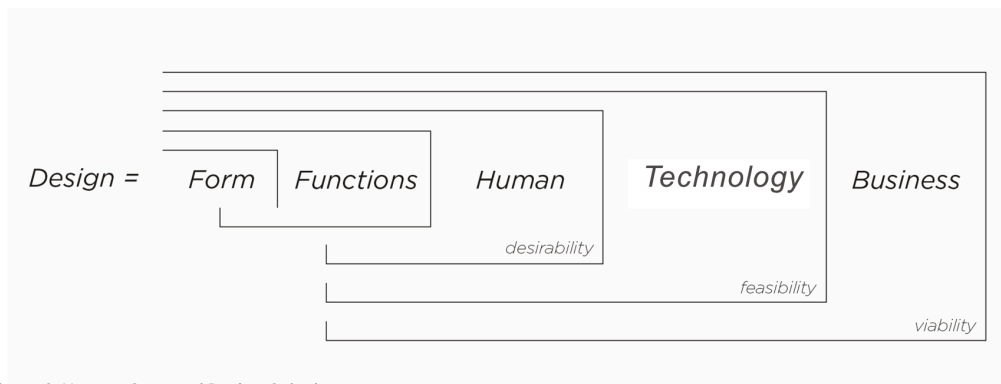 Design = Form Functions Human Technology Business
desirability
feasibility
viability